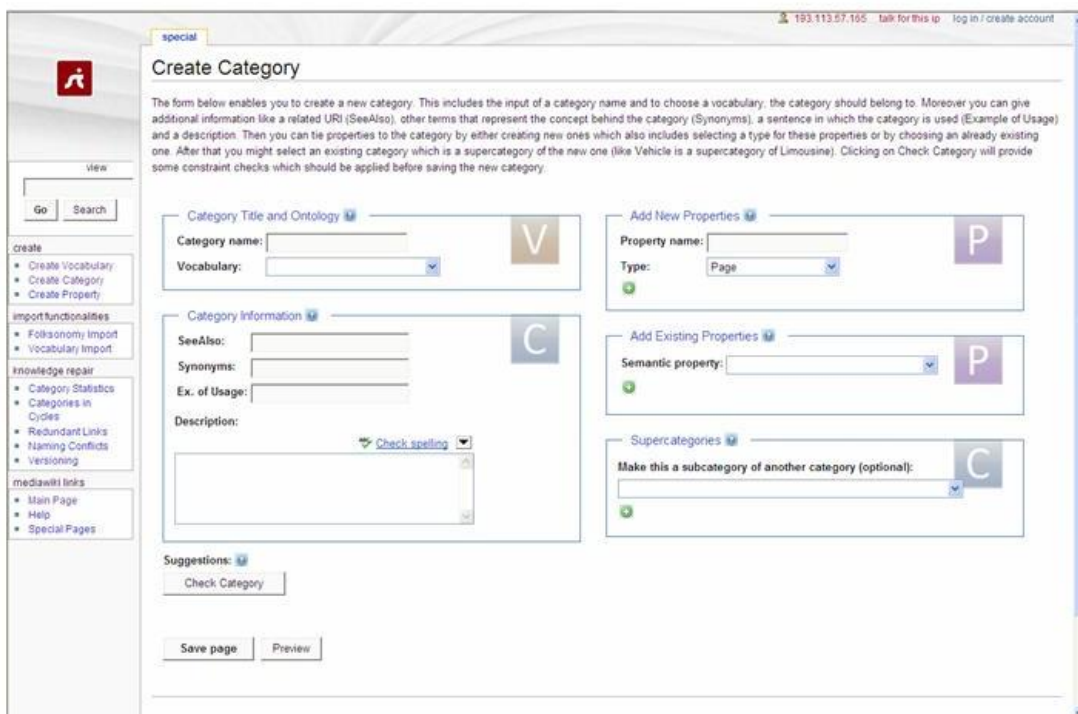 193.113.57.165 talk for this ip log in / create account
special
Create Category
The form below enables you to create a new category. This includes the input of a category name and to choose a vocabulary, the category should belong to. Moreover you can give
additional information like a related URI (SeeAlso), other terms that represent the concept behind the category (Synonyms), a sentence in which the category is used (Example of Usage)
and a description. Then you can tie properties to the category by either creating new ones which also includes selecting a type for these properties or by choosing an already existing
one. After that you might select an existing category which is a supercategory of the new one (like Vehicle is a supercategory of Limousine). Clicking on Check Category will provide
some constraint checks which should be applied before saving the new category.
view
Go Search
create
Create Vocabulary
Create Category
Create Property
import functionalities
Folksonomy Import
Vocabulary Import
knowledge repair
Category Statistics
Categories in
Cycles
Redundant Links
Naming Conflicts
Versioning
mediawiki links
Main Page
Help
Special Pages
Category Title and Ontology
V
Category name:
Vocabulary:
Category Information
C
SeeAlso:
Synonyms:
Ex. of Usage:
Description:
Check spelling
Add New Properties
P
Property name:
Type: Page
Add Existing Properties
P
Semantic property:
Supercategories
C
Make this a subcategory of another category (optional):
Suggestions:
Check Category
Save page Preview